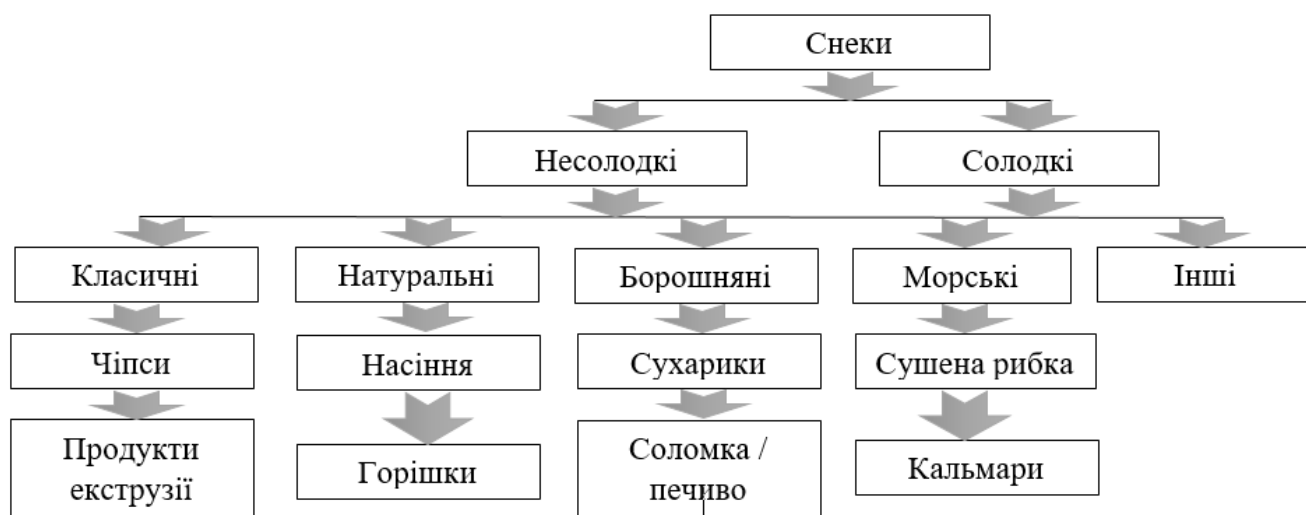 Снеки
Несолодкі
Солодкі
Класичні
Натуральні
Борошняні
Морські
Інші
Чіпси
Насіння
Сухарики
Сушена рибка
Продукти
екструзії
Горішки
Соломка /
печиво
Кальмари